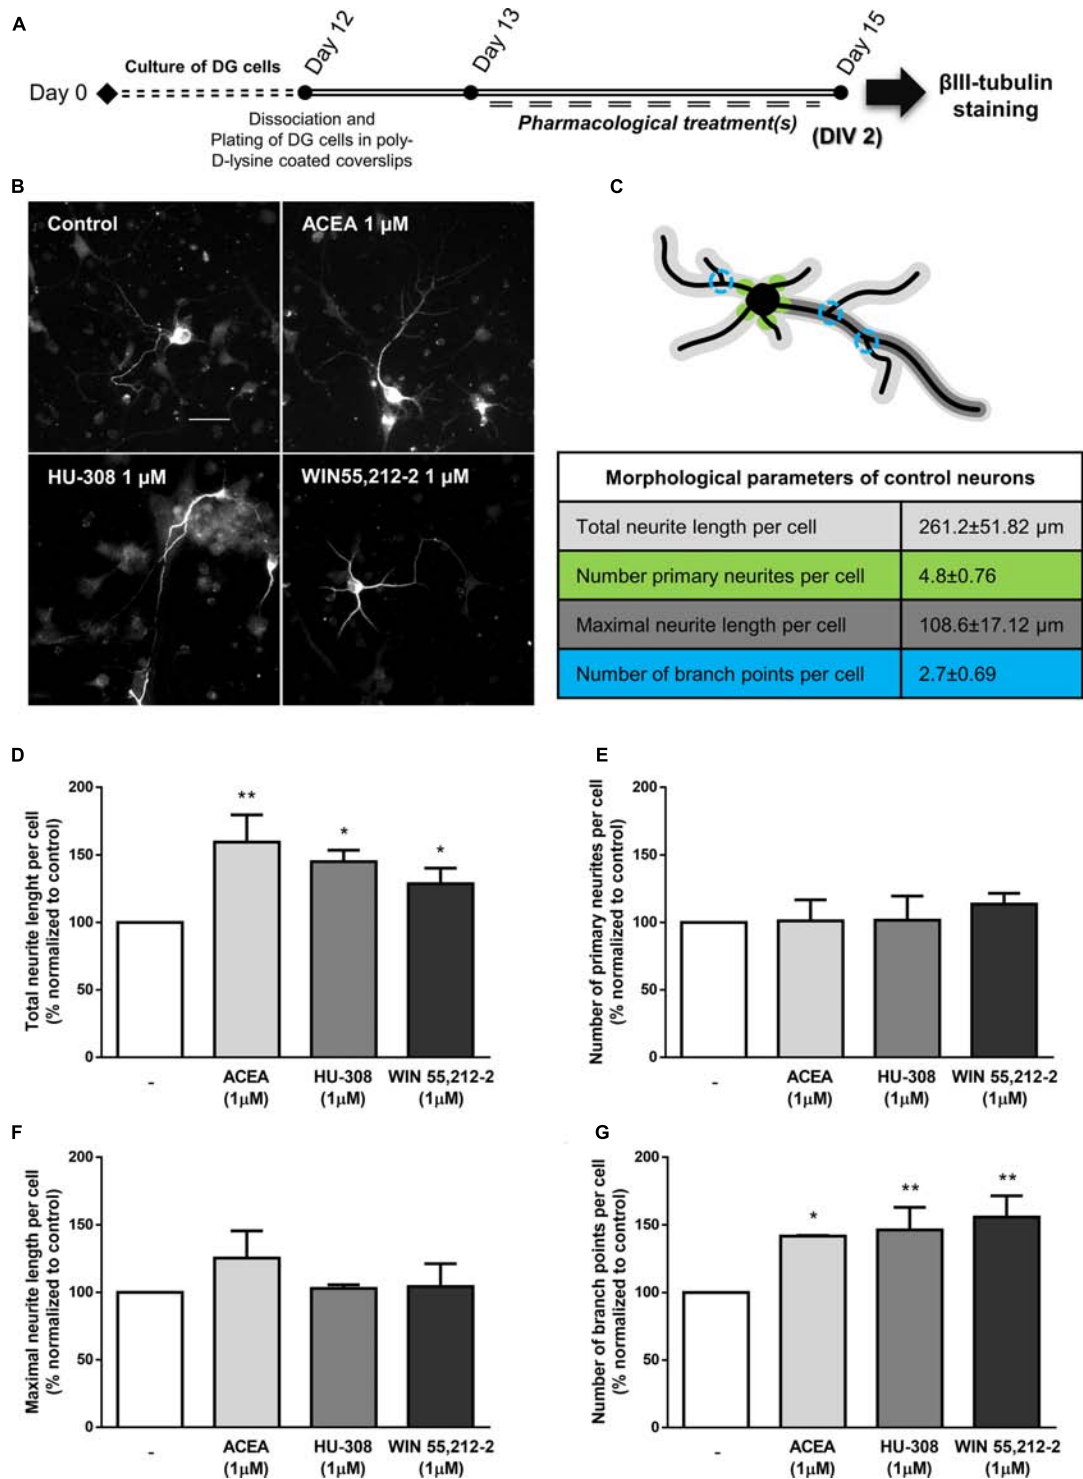 A
Day 0
Culture of DG cells
Day 12
Day 13
Day 15
Dissociation and
Plating of DG cells in poly-
D-lysine coated coverslips
Pharmacological treatment(s)
(DIV 2)
βIII-tubulin
staining
B
Control
ACEA 1 µM
HU-308 1 µM
WIN55,212-2 1 µM
C
Morphological parameters of control neurons
Total neurite length per cell 261.2±51.82 µm
Number primary neurites per cell 4.8±0.76
Maximal neurite length per cell 108.6±17.12 µm
Number of branch points per cell 2.7±0.69
D
Total neurite lenght per cell
(% normalized to control)
200
150
100
50
0
**
*
*
-
ACEA
(1µM)
HU-308
(1µM)
WIN 55,212-2
(1µM)
E
Number of primary neurites per cell
(% normalized to control)
200
150
100
50
0
-
ACEA
(1µM)
HU-308
(1µM)
WIN 55,212-2
(1µM)
F
Maximal neurite length per cell
(% normalized to control)
200
150
100
50
0
-
ACEA
(1µM)
HU-308
(1µM)
WIN 55,212-2
(1µM)
G
Number of branch points per cell
(% normalized to control)
200
150
100
50
0
*
**
**
-
ACEA
(1µM)
HU-308
(1µM)
WIN 55,212-2
(1µM)